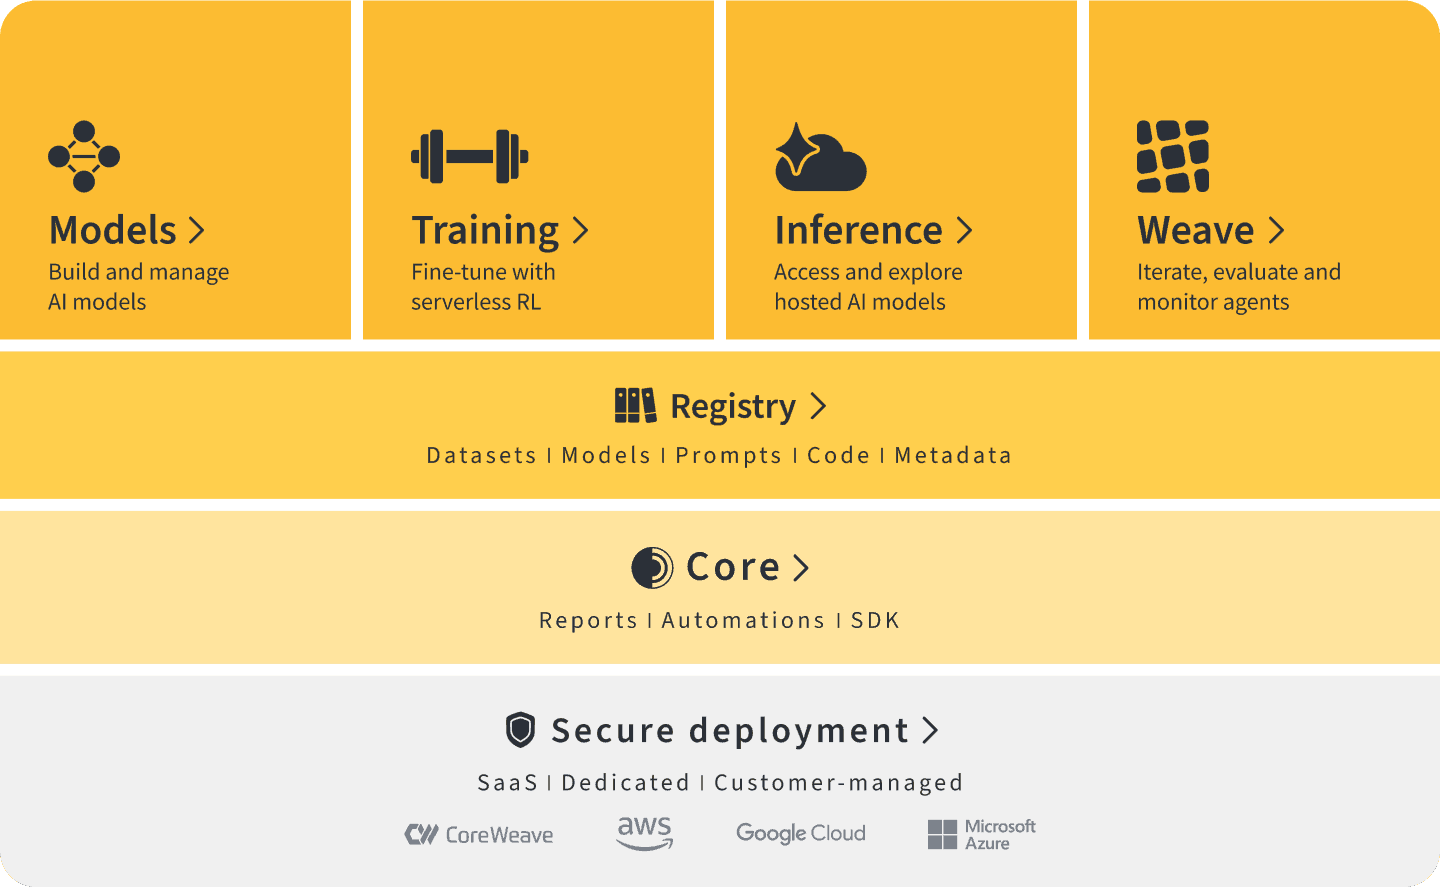 Models
Build and manage
AI models
Training
Fine-tune with
serverless RL
Inference
Access and explore
hosted AI models
Weave
Iterate, evaluate and
monitor agents
Registry
Datasets | Models | Prompts | Code | Metadata
Core
Reports | Automations | SDK
Secure deployment
SaaS | Dedicated | Customer-managed
CoreWeave
aws
Google Cloud
Microsoft
Azure